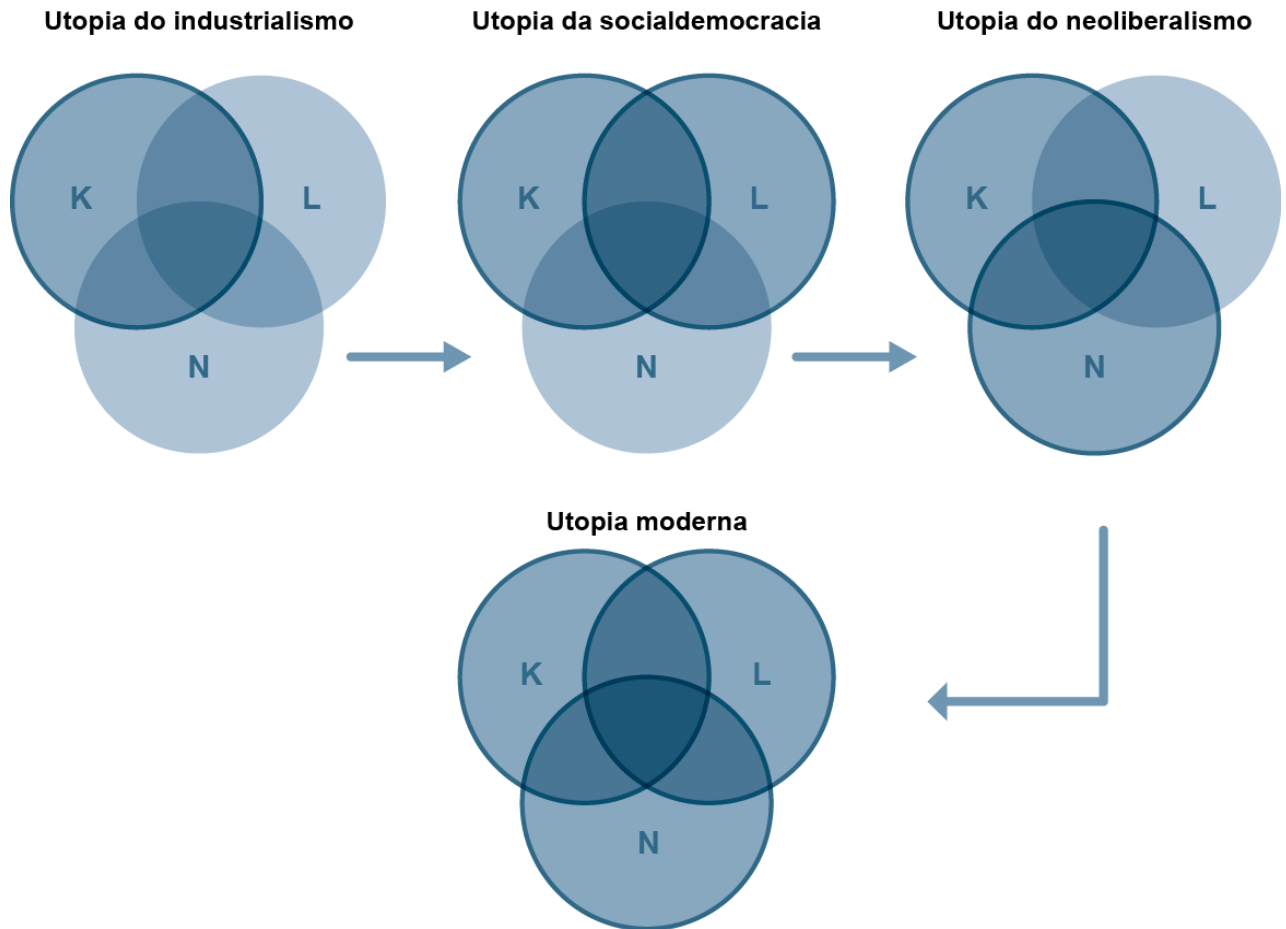 Utopia do industrialismo
Utopia da socialdemocracia
Utopia do neoliberalismo
K
L
N
K
L
N
K
L
N
Utopia moderna
K
L
N